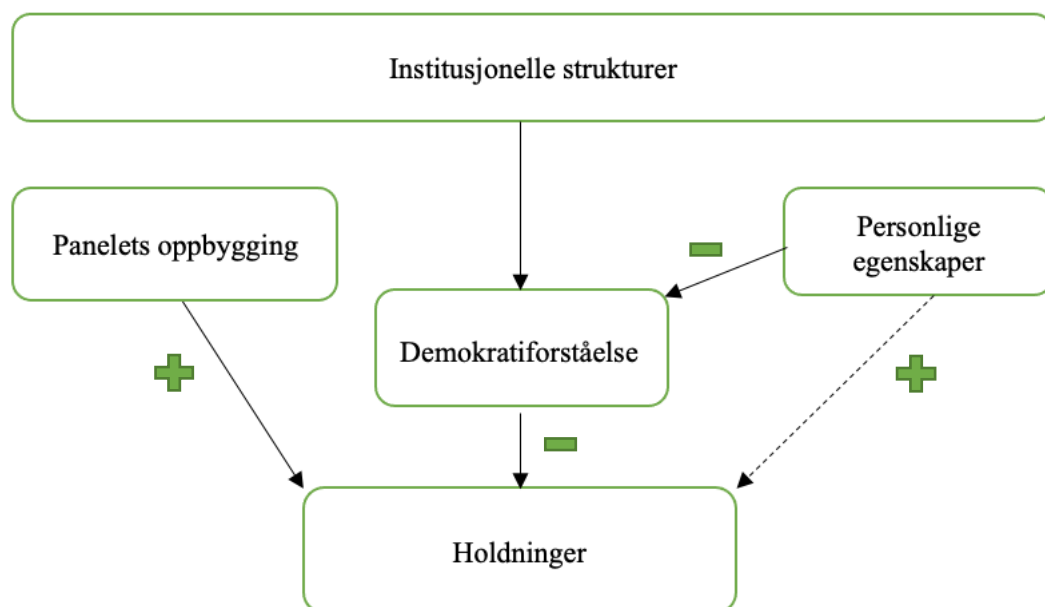 Institusjonelle strukturer
Panelets oppbygging
Personlige
egenskaper
Demokratiforståelse
Holdninger